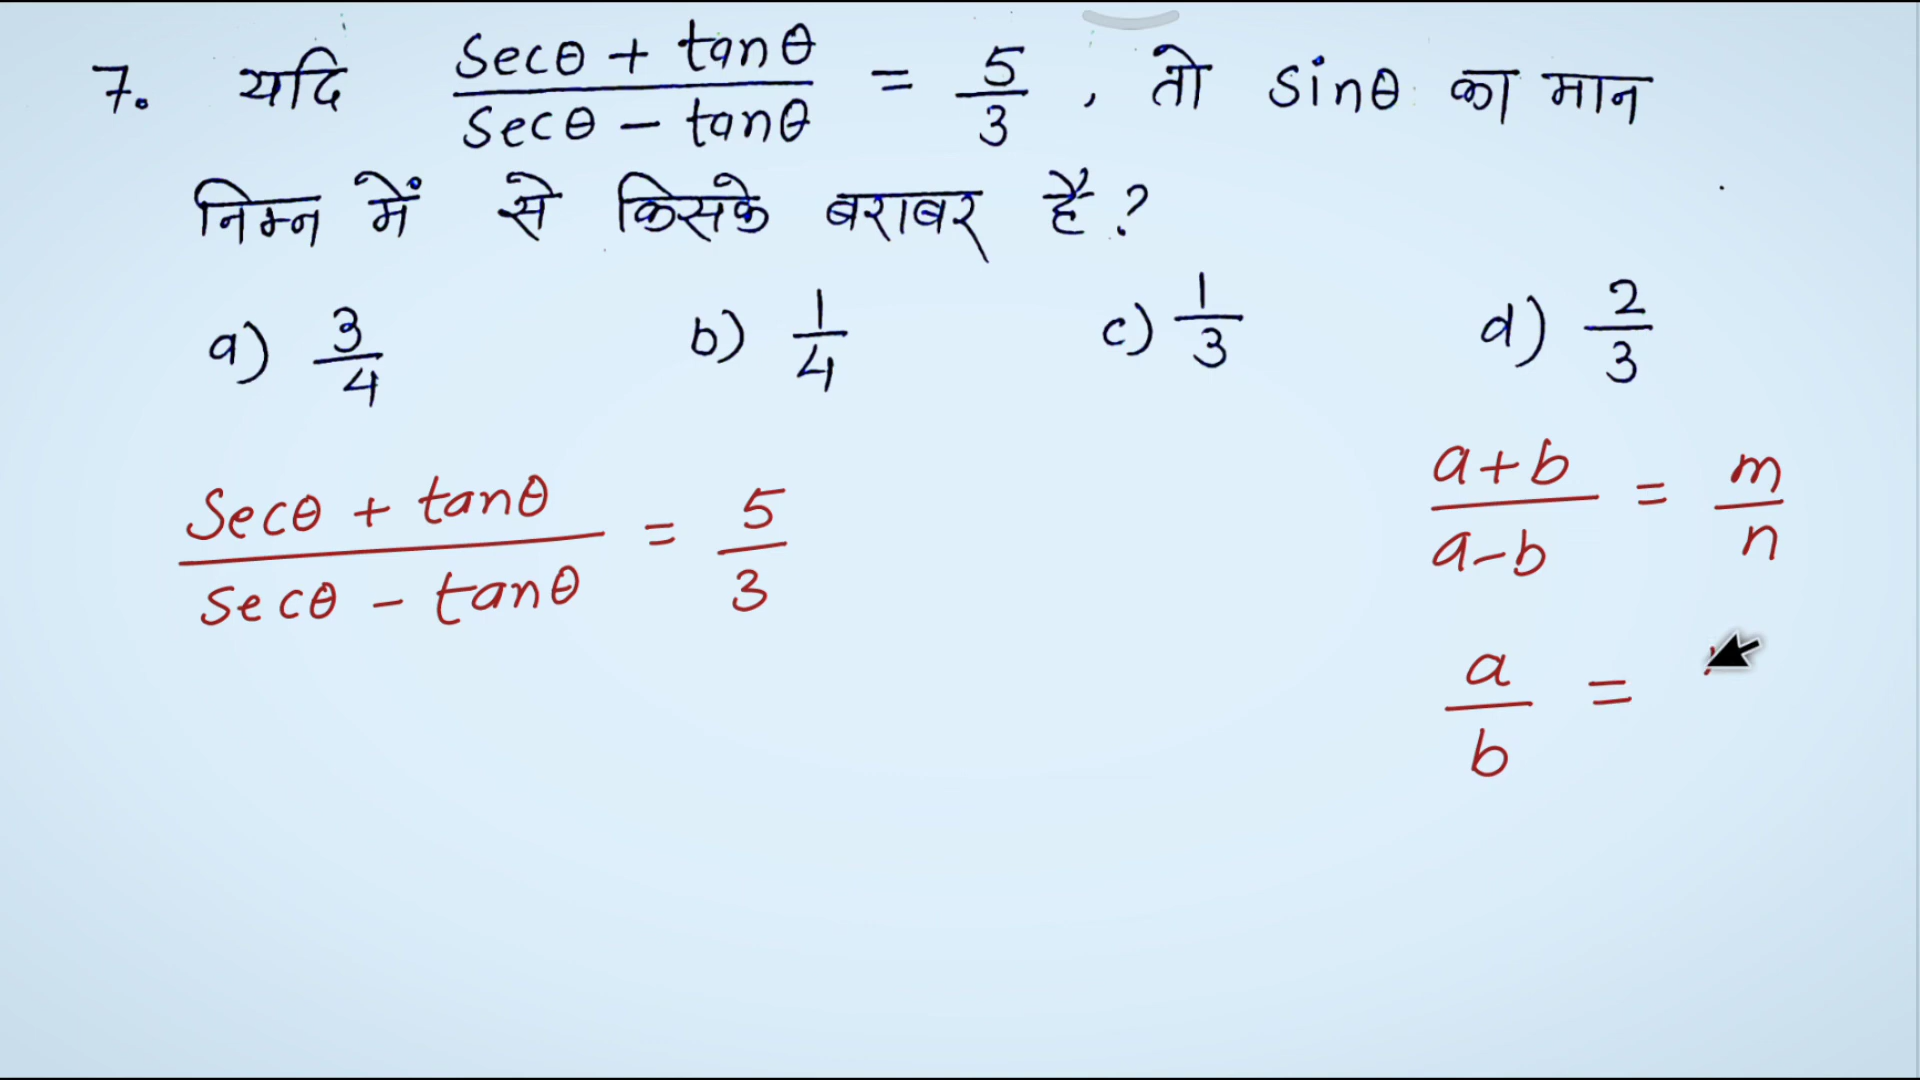 7. यदि (secθ + tanθ)/(secθ - tanθ) = 5/3, तो sinθ का मान
निम्न में से किसके बराबर है?
a) 3/4 b) 1/4 c) 1/3 d) 2/3
(secθ + tanθ)/(secθ - tanθ) = 5/3
(a+b)/(a-b) = m/n
a/b =